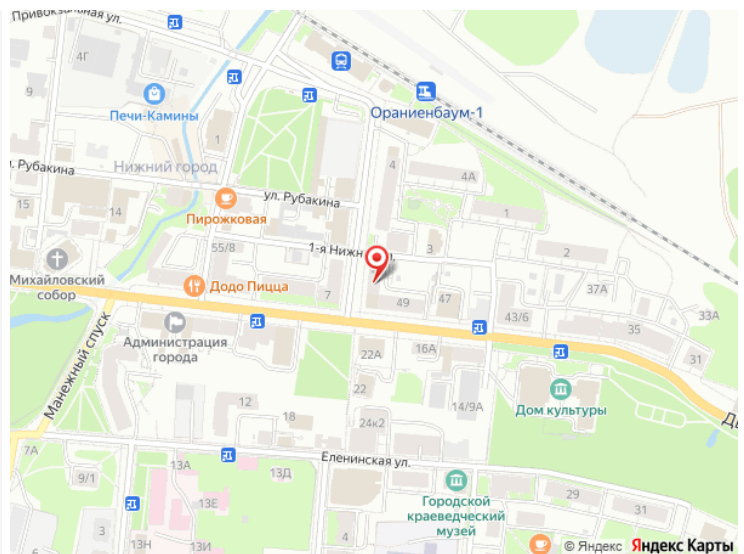 Привокзальная ул.
4Г
Печи-Камины
1
Ораниенбаум-1
Нижний город
4
4А
1
ул. Рубакина
ул. Рубакина
Пирожковая
15
14
55/8
1-я Нижн
3
2
Михайловский
собор
Додо Пицца
7
49
47
43/6
37А
33А
35
31
Администрация
города
Манежный спуск
22А
16А
22
Дом культуры
12
18
14/9А
24к2
7А
Еленинская ул.
9/1
13А
13Д
13Е
Городской
краеведческий
музей
29
31
3
4
13Н
13И
© Яндекс Яндекс Карты